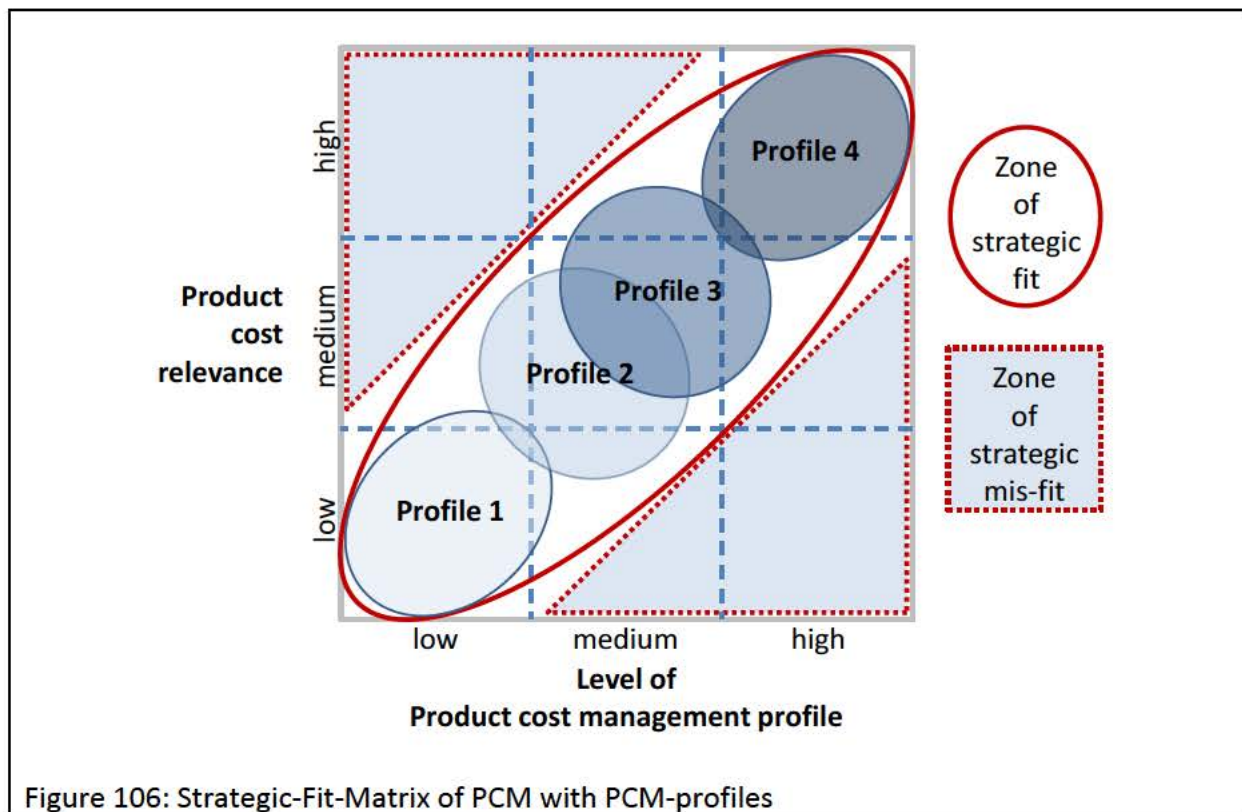 high
medium
low
Product
cost
relevance
Profile 4
Profile 3
Profile 2
Profile 1
low
medium
high
Level of
Product cost management profile
Zone
of
strategic
fit
Zone
of
strategic
mis-fit
Figure 106: Strategic-Fit-Matrix of PCM with PCM-profiles